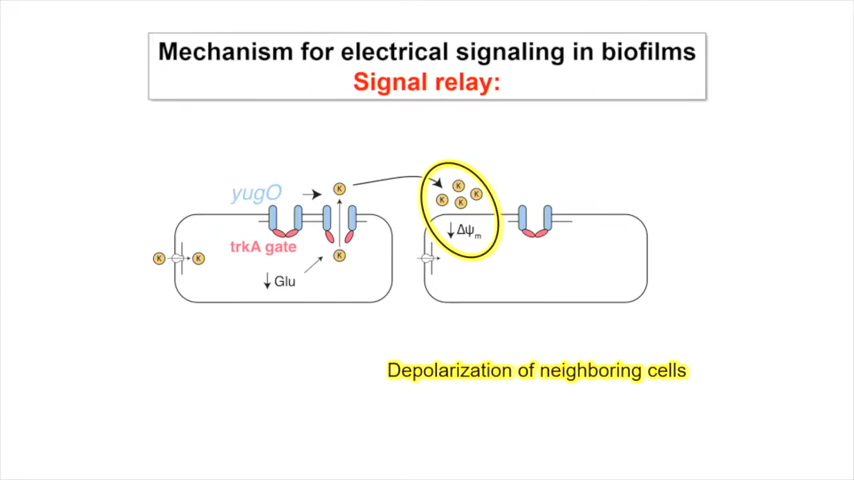 Mechanism for electrical signaling in biofilms
Signal relay:
K
K
K
K
K
yugO
↓ Δψm
trkA gate
K
K
K
↓ Glu
Depolarization of neighboring cells